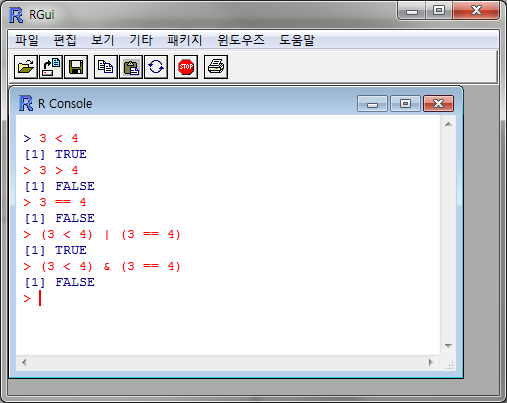 RGui
파일 편집 보기 기타 패키지 윈도우즈 도움말
STOP
R Console
> 3 < 4
[1] TRUE
> 3 > 4
[1] FALSE
> 3 == 4
[1] FALSE
> (3 < 4) | (3 == 4)
[1] TRUE
> (3 < 4) & (3 == 4)
[1] FALSE
>